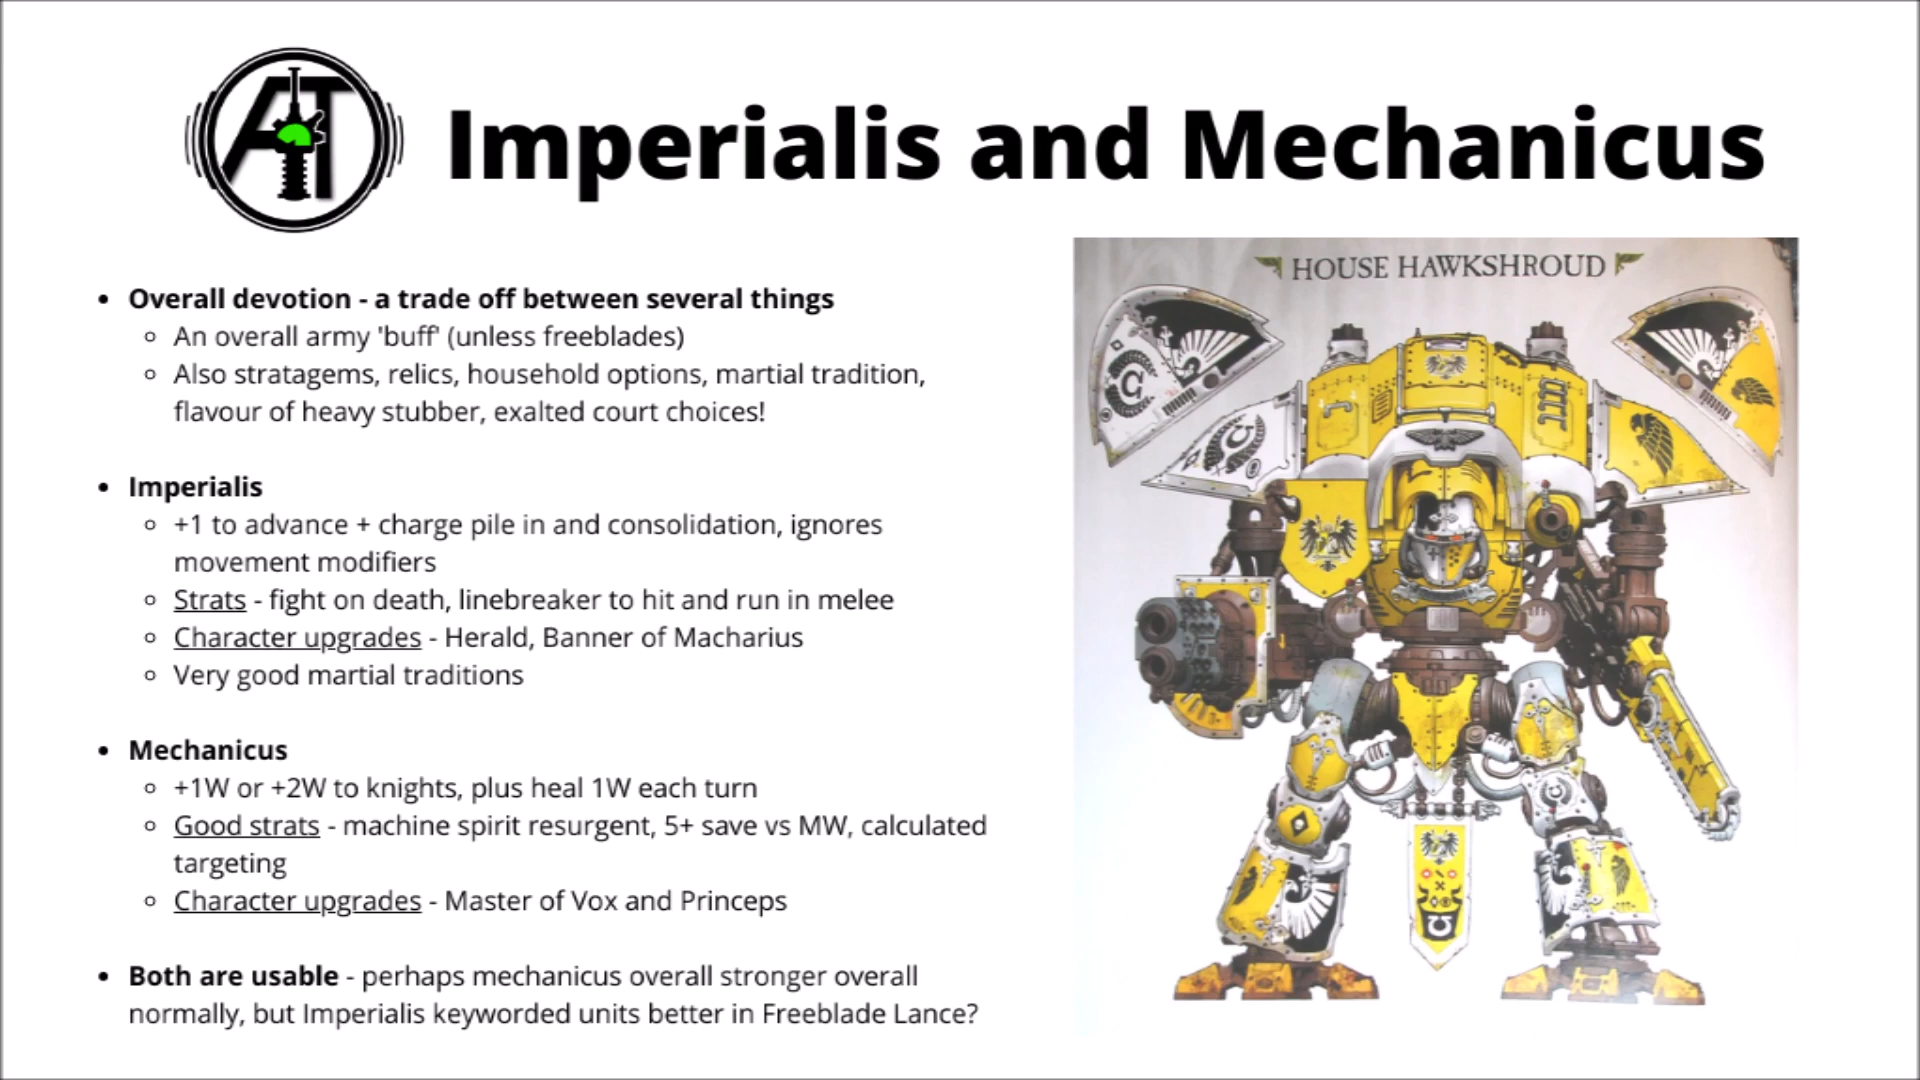 AT
Imperialis and Mechanicus
HOUSE HAWKSHROUD
• Overall devotion - a trade off between several things
◦ An overall army 'buff' (unless freeblades)
◦ Also stratagems, relics, household options, martial tradition,
flavour of heavy stubber, exalted court choices!
• Imperialis
◦ +1 to advance + charge pile in and consolidation, ignores
movement modifiers
◦ Strats - fight on death, linebreaker to hit and run in melee
◦ Character upgrades - Herald, Banner of Macharius
◦ Very good martial traditions
• Mechanicus
◦ +1W or +2W to knights, plus heal 1W each turn
◦ Good strats - machine spirit resurgent, 5+ save vs MW, calculated
targeting
◦ Character upgrades - Master of Vox and Princeps
• Both are usable - perhaps mechanicus overall stronger overall
normally, but Imperialis keyworded units better in Freeblade Lance?